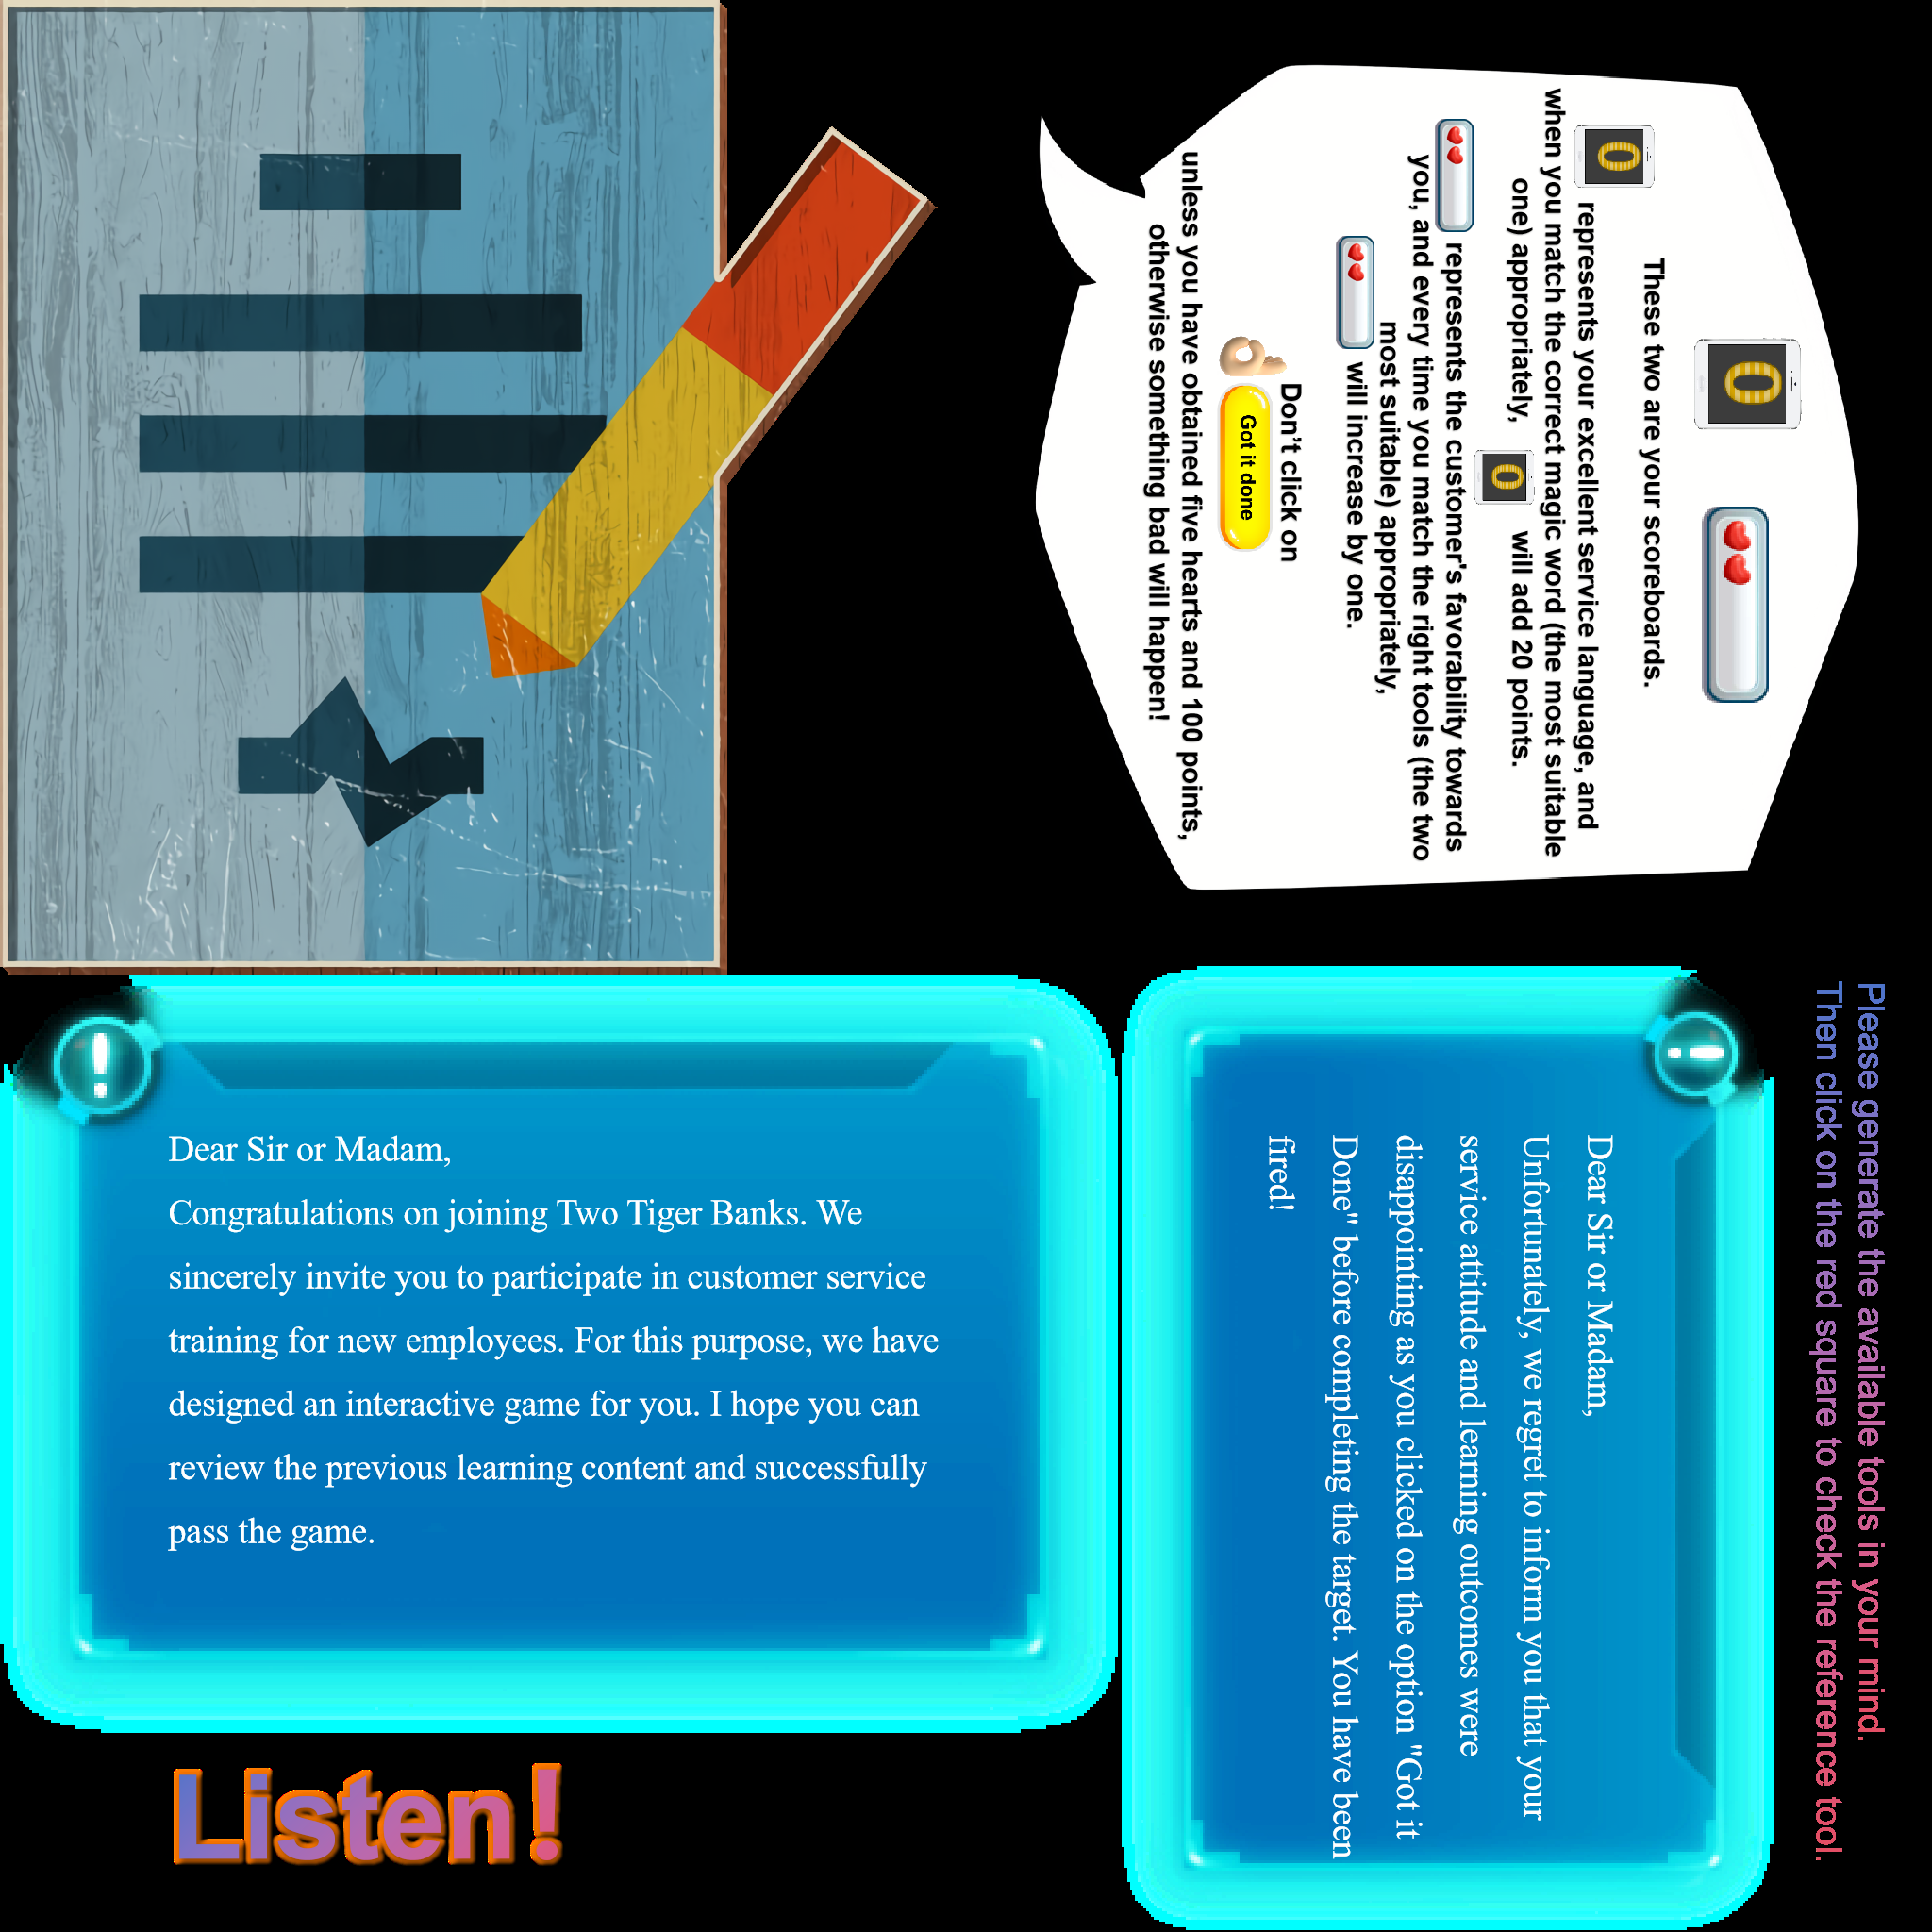 0
These two are your scoreboards.
0 represents your excellent service language, and
when you match the correct magic word (the most suitable
one) appropriately, 0 will add 20 points.
represents the customer's favorability towards
you, and every time you match the right tools (the two
most suitable) appropriately,
will increase by one.
Don't click on
Got it done
unless you have obtained five hearts and 100 points,
otherwise something bad will happen!
Dear Sir or Madam,
Congratulations on joining Two Tiger Banks. We
sincerely invite you to participate in customer service
training for new employees. For this purpose, we have
designed an interactive game for you. I hope you can
review the previous learning content and successfully
pass the game.
Dear Sir or Madam,
Unfortunately, we regret to inform you that your
service attitude and learning outcomes were
disappointing as you clicked on the option "Got it
Done" before completing the target. You have been
fired!
Please generate the available tools in your mind.
Then click on the red square to check the reference tool.
Listen!